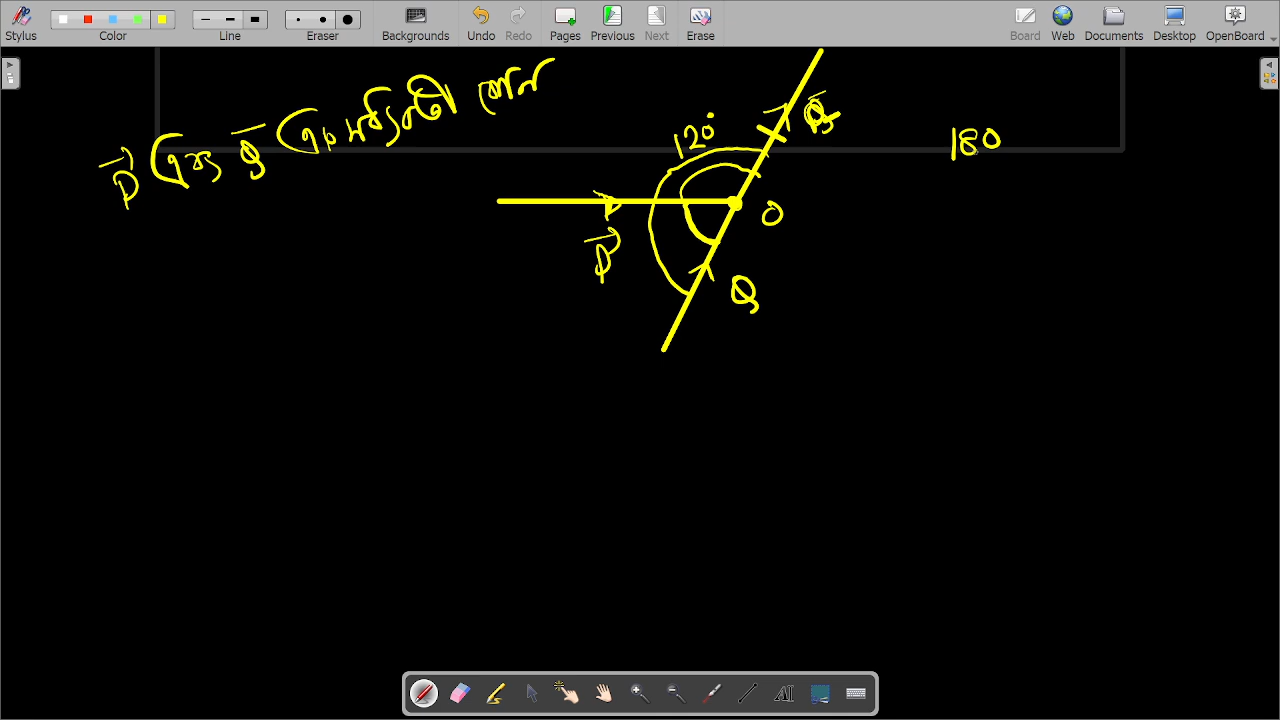 Stylus Color Line Eraser Backgrounds Undo Redo Pages Previous Next Erase Board Web Documents Desktop OpenBoard
P⃗ এবং Q এর মধ্যবর্তী কোন
120°
Q
180
O
P⃗
Q
AI